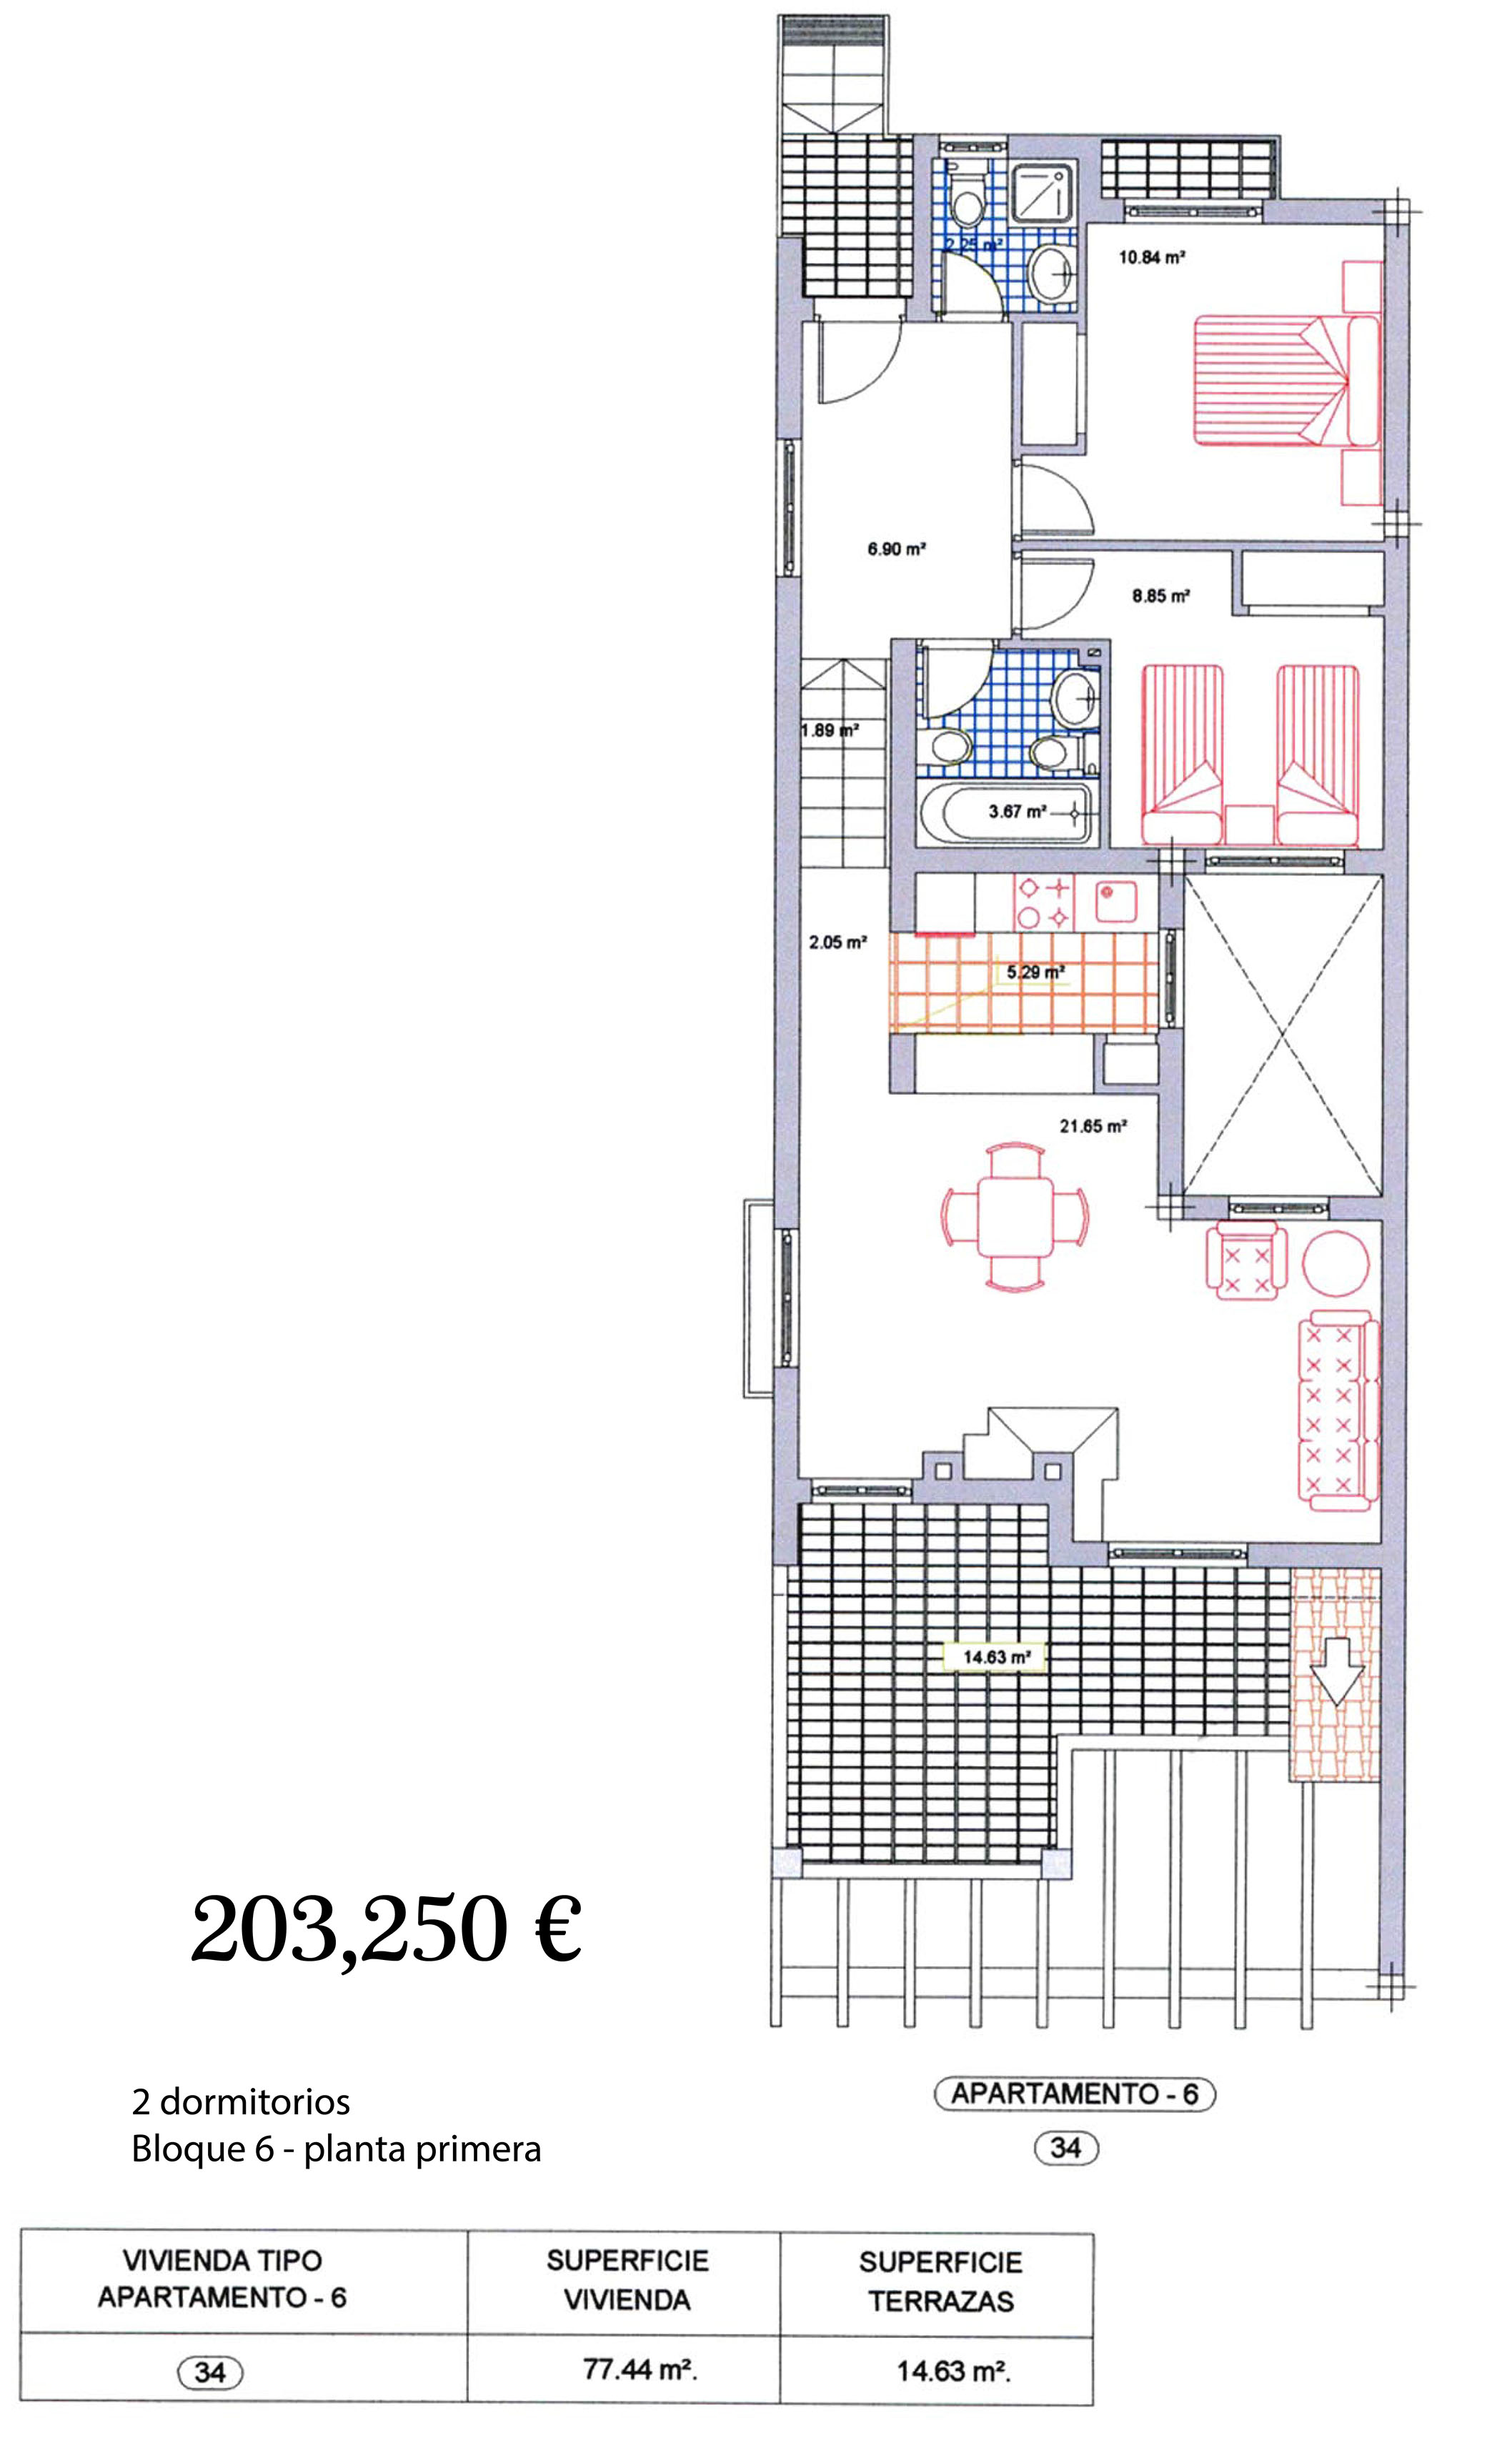 2.25 m²
10.84 m²
6.90 m²
8.85 m²
1.89 m²
3.67 m²
2.05 m²
5.29 m²
21.65 m²
14.63 m²
203,250 €
2 dormitorios
Bloque 6 - planta primera
APARTAMENTO - 6
34
VIVIENDA TIPO
APARTAMENTO - 6
SUPERFICIE
VIVIENDA
SUPERFICIE
TERRAZAS
34
77.44 m².
14.63 m².